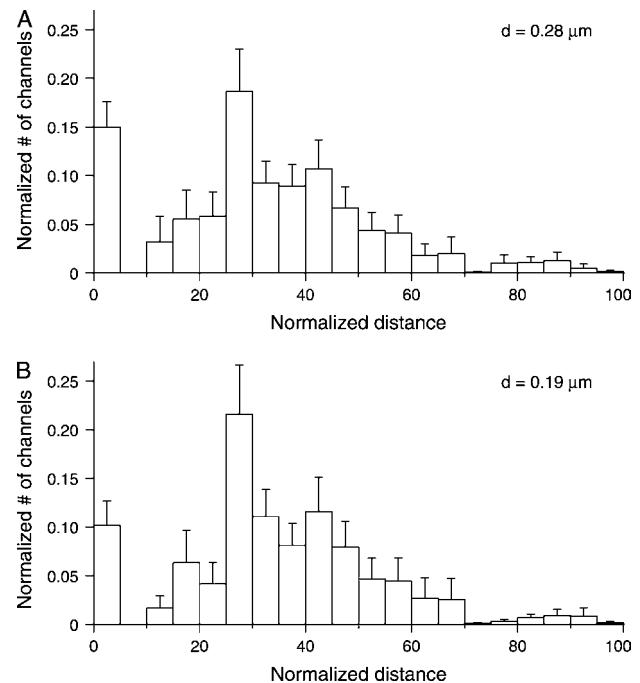 A
d = 0.28 µm
Normalized # of channels
0.25
0.20
0.15
0.10
0.05
0
0 20 40 60 80 100
Normalized distance
B
d = 0.19 µm
Normalized # of channels
0.25
0.20
0.15
0.10
0.05
0
0 20 40 60 80 100
Normalized distance